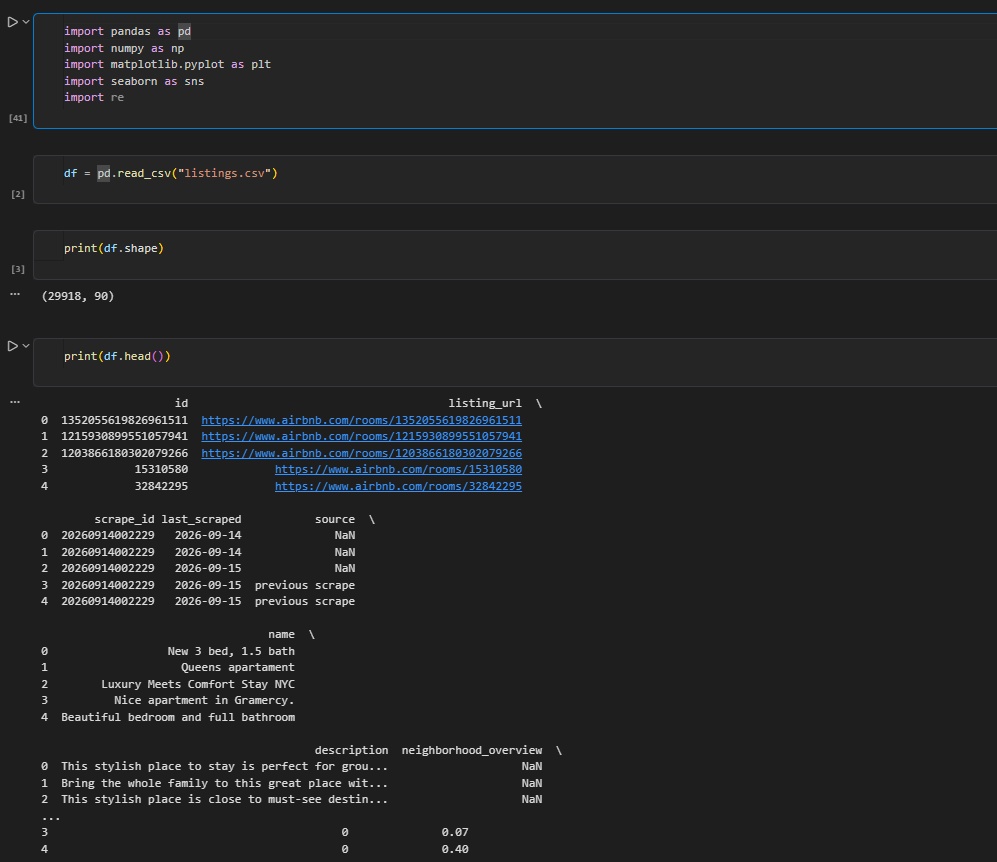 import pandas as pd
import numpy as np
import matplotlib.pyplot as plt
import seaborn as sns
import re
[41]
df = pd.read_csv("listings.csv")
[2]
print(df.shape)
[3]
... (29918, 90)
print(df.head())
... id listing_url \
0 1352055619826961511 https://www.airbnb.com/rooms/1352055619826961511
1 1215930899551057941 https://www.airbnb.com/rooms/1215930899551057941
2 1203866180302079266 https://www.airbnb.com/rooms/1203866180302079266
3 15310580 https://www.airbnb.com/rooms/15310580
4 32842295 https://www.airbnb.com/rooms/32842295
scrape_id last_scraped source \
0 20260914002229 2026-09-14 NaN
1 20260914002229 2026-09-14 NaN
2 20260914002229 2026-09-15 NaN
3 20260914002229 2026-09-15 previous scrape
4 20260914002229 2026-09-15 previous scrape
name \
0 New 3 bed, 1.5 bath
1 Queens apartament
2 Luxury Meets Comfort Stay NYC
3 Nice apartment in Gramercy.
4 Beautiful bedroom and full bathroom
description neighborhood_overview \
0 This stylish place to stay is perfect for grou... NaN
1 Bring the whole family to this great place wit... NaN
2 This stylish place is close to must-see destin... NaN
...
3 0 0.07
4 0 0.40